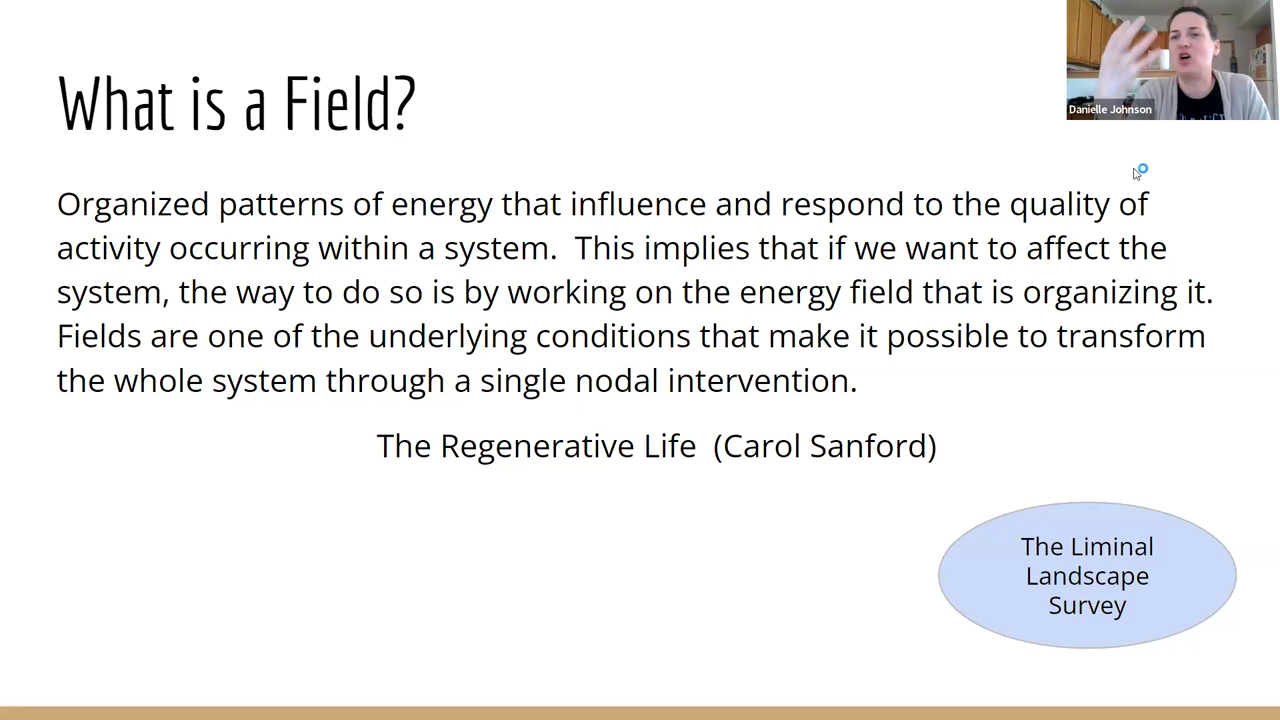 What is a Field?
Danielle Johnson
Organized patterns of energy that influence and respond to the quality of
activity occurring within a system.  This implies that if we want to affect the
system, the way to do so is by working on the energy field that is organizing it.
Fields are one of the underlying conditions that make it possible to transform
the whole system through a single nodal intervention.
The Regenerative Life  (Carol Sanford)
The Liminal
Landscape
Survey